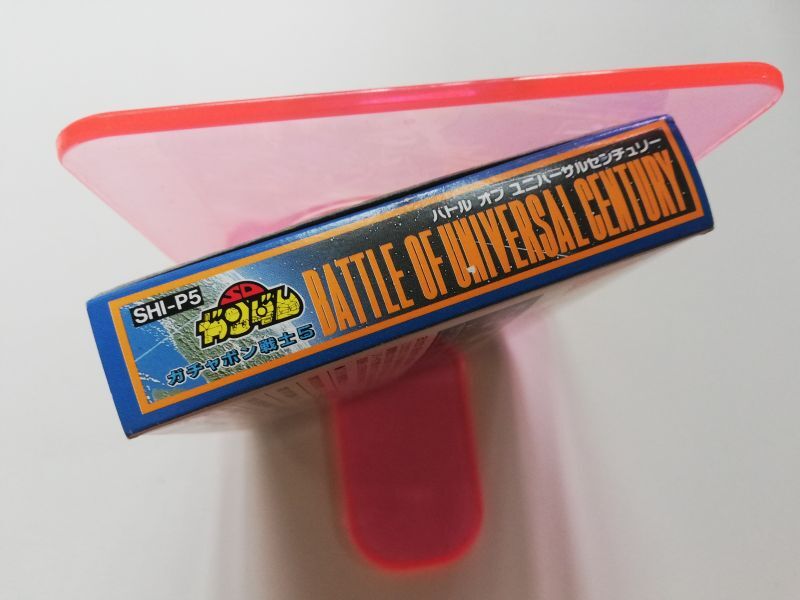 SHI-P5
SD
ガンダム
ガチャポン戦士5
バトル オブ ユニバーサルセンチュリー
BATTLE OF UNIVERSAL CENTURY